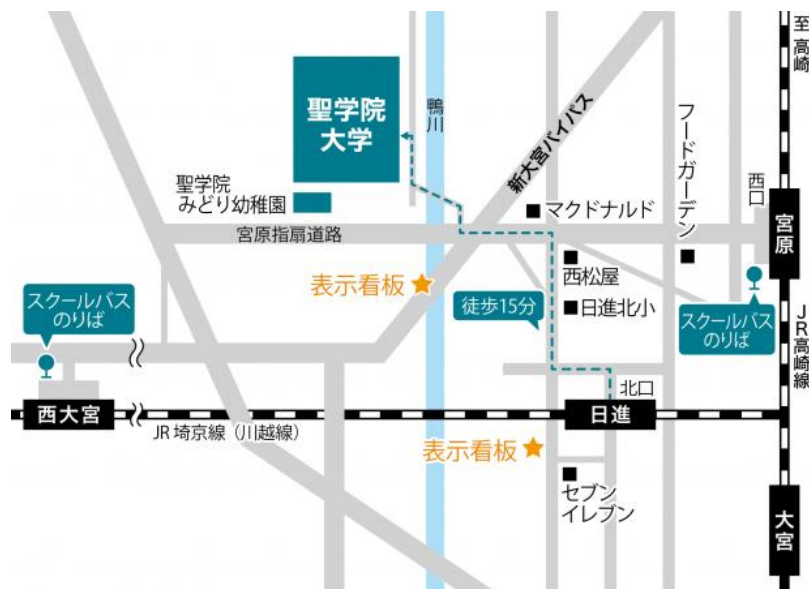 至 高崎
聖学院
大学
鴨川
新大宮バイパス
フードガーデン
聖学院
みどり幼稚園
マクドナルド
西口
宮原
宮原指扇道路
西松屋
表示看板
スクールバス
のりば
徒歩15分
日進北小
スクールバス
のりば
JR高崎線
北口
西大宮
日進
JR 埼京線（川越線）
表示看板
セブン
イレブン
大宮